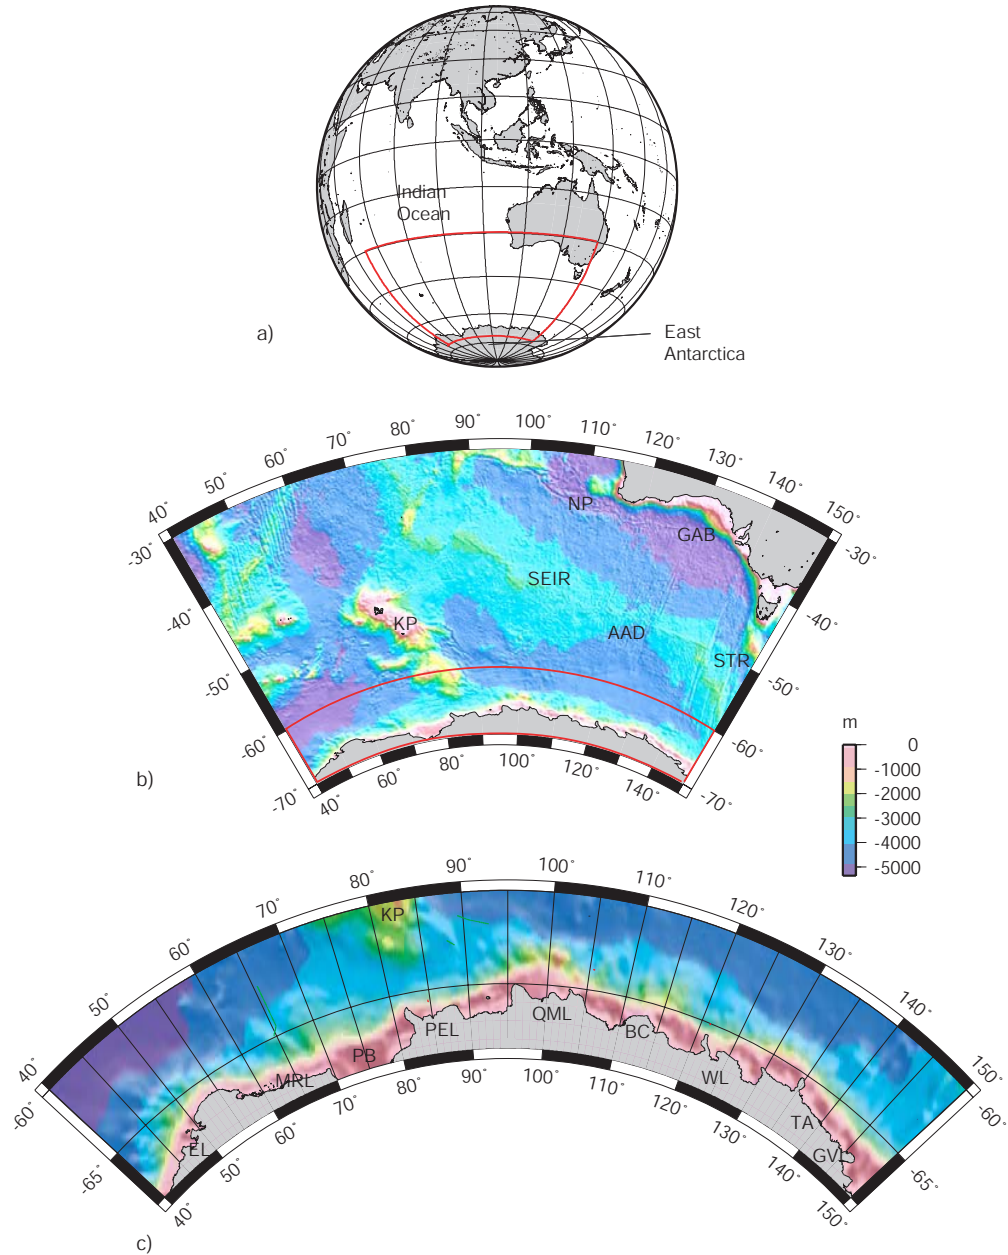 Indian
Ocean
a)
East
Antarctica
40° 50° 60° 70° 80° 90° 100° 110° 120° 130° 140° 150°
-30° -30°
NP
GAB
SEIR
-40° -40°
KP
AAD
STR
-50° -50°
-60° -60°
-70° -70°
40° 60° 80° 100° 120° 140°
b)
m
0
-1000
-2000
-3000
-4000
-5000
40° 50° 60° 70° 80° 90° 100° 110° 120° 130° 140° 150°
KP
QML
PEL
BC
PB
MRL
WL
-60° -60°
TA
EL
GVL
-65° -65°
40° 50° 60° 70° 80° 90° 100° 110° 120° 130° 140° 150°
c)